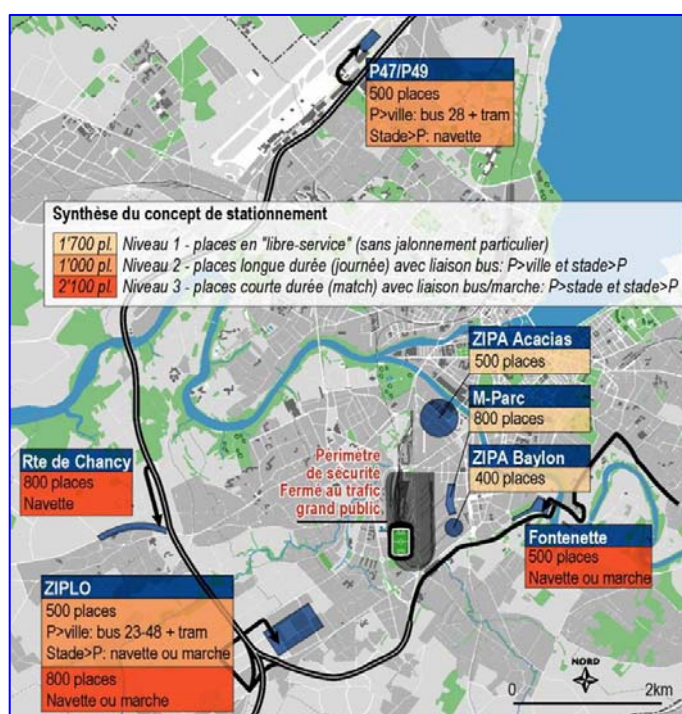 P47/P49
500 places
P>ville: bus 28 + tram
Stade>P: navette
Synthèse du concept de stationnement
1'700 pl. Niveau 1 - places en "libre-service" (sans jalonnement particulier)
1'000 pl. Niveau 2 - places longue durée (journée) avec liaison bus: P>ville et stade>P
2'100 pl. Niveau 3 - places courte durée (match) avec liaison bus/marche: P>stade et stade>P
ZIPA Acacias
500 places
M-Parc
800 places
ZIPA Baylon
400 places
Périmètre
de sécurité
Fermé au trafic
grand public
Rte de Chancy
800 places
Navette
Fontenette
500 places
Navette ou marche
ZIPLO
500 places
P>ville: bus 23-48 + tram
Stade>P: navette ou marche
800 places
Navette ou marche
NORD
0 2km